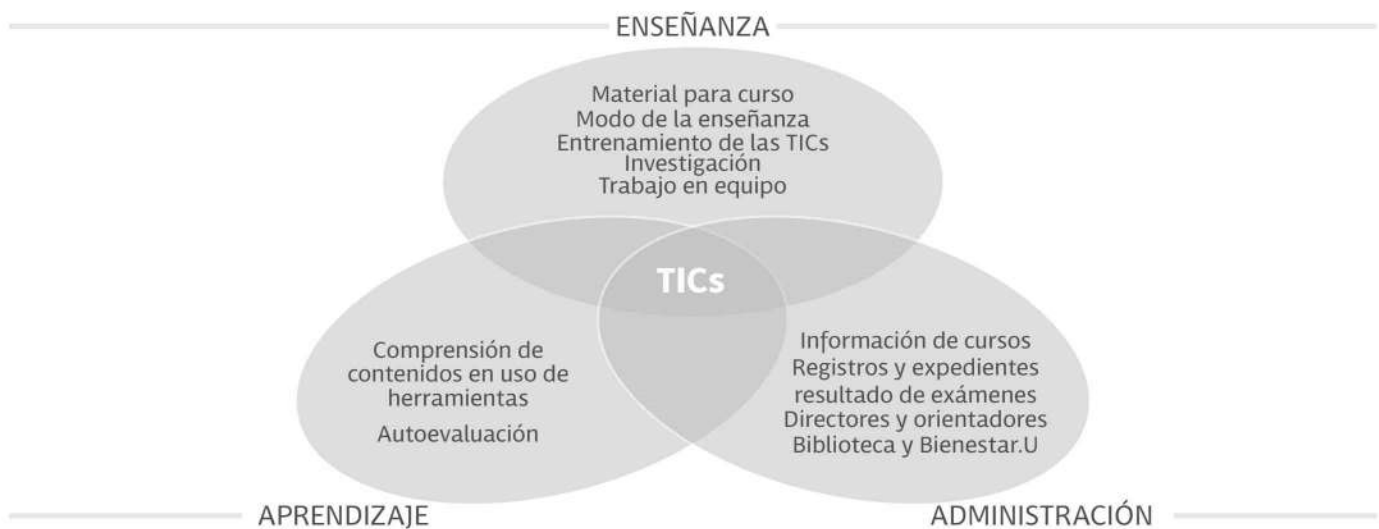 ENSEÑANZA
Material para curso
Modo de la enseñanza
Entrenamiento de las TICs
Investigación
Trabajo en equipo
TICs
Comprensión de
contenidos en uso de
herramientas
Autoevaluación
Información de cursos
Registros y expedientes
resultado de exámenes
Directores y orientadores
Biblioteca y Bienestar.U
APRENDIZAJE
ADMINISTRACIÓN